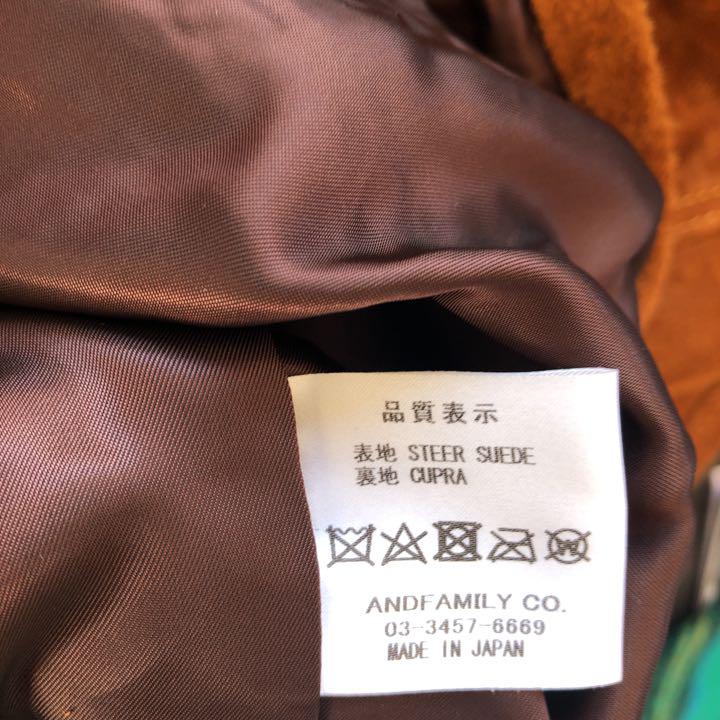 品質表示
表地 STEER SUEDE
裏地 CUPRA
W
ANDFAMILY CO.
03-3457-6669
MADE IN JAPAN